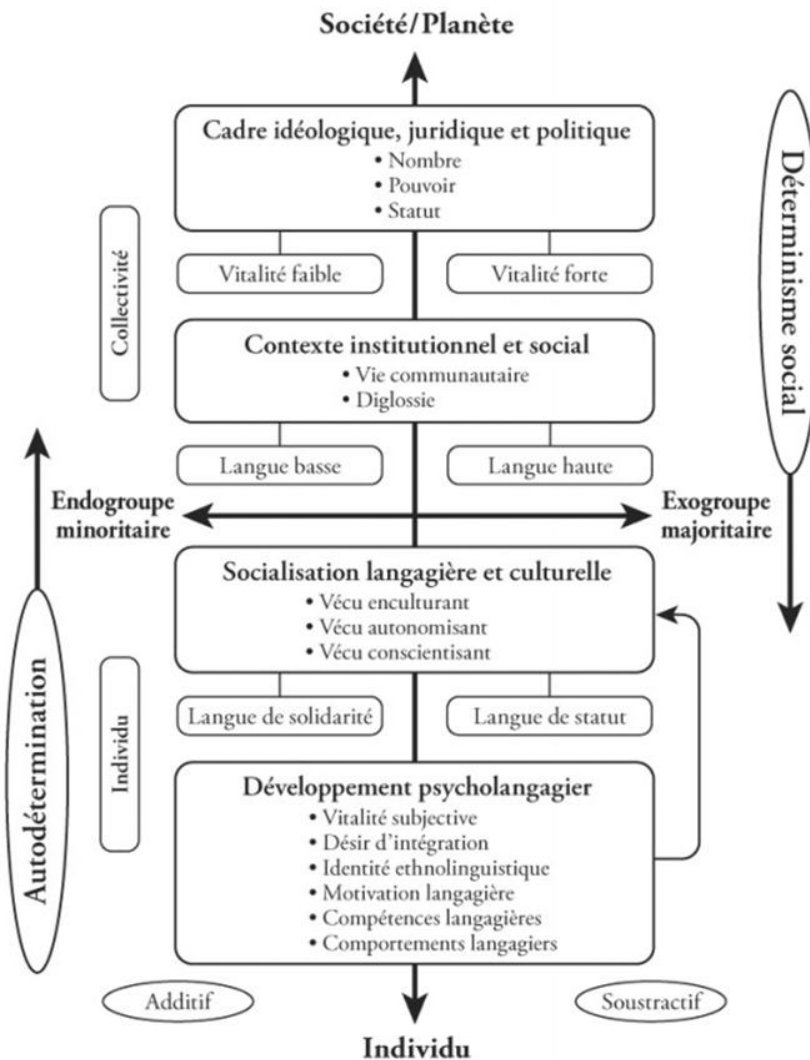 Société/Planète
Cadre idéologique, juridique et politique
• Nombre
• Pouvoir
• Statut
Vitalité faible
Vitalité forte
Collectivité
Déterminisme social
Contexte institutionnel et social
• Vie communautaire
• Diglossie
Langue basse
Langue haute
Endogroupe
minoritaire
Exogroupe
majoritaire
Socialisation langagière et culturelle
• Vécu enculturant
• Vécu autonomisant
• Vécu conscientisant
Langue de solidarité
Langue de statut
Autodétermination
Individu
Développement psycholangagier
• Vitalité subjective
• Désir d'intégration
• Identité ethnolinguistique
• Motivation langagière
• Compétences langagières
• Comportements langagiers
Additif
Soustractif
Individu